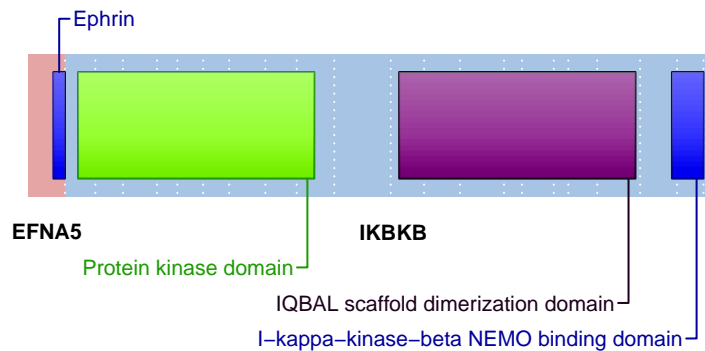 Ephrin
EFNA5
IKBKB
Protein kinase domain
IQBAL scaffold dimerization domain
I−kappa−kinase−beta NEMO binding domain